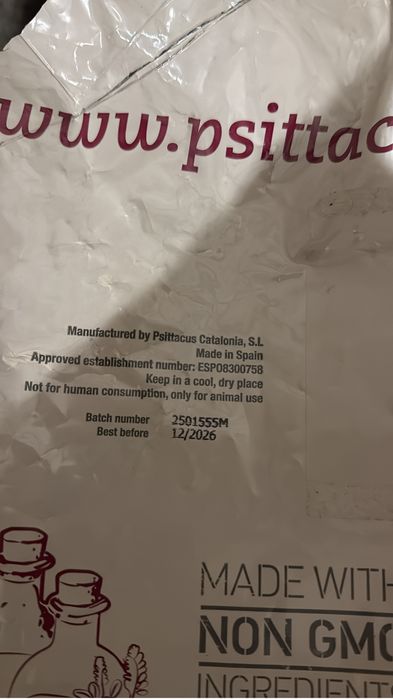 www.psittac
Manufactured by Psittacus Catalonia, S.L
Made in Spain
Approved establishment number: ESP08300758
Keep in a cool, dry place
Not for human consumption, only for animal use
Batch number 2501555M
Best before 12/2026
MADE WITH
NON GMO
INGREDIENTS